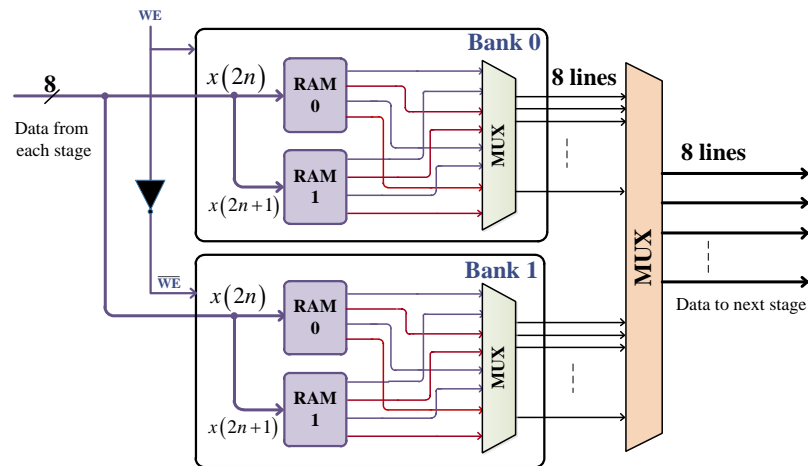 WE
Bank 0
8
x(2n)
RAM
0
MUX
8 lines
Data from
each stage
RAM
1
x(2n+1)
8 lines
MUX
WE
Bank 1
x(2n)
RAM
0
MUX
Data to next stage
RAM
1
x(2n+1)